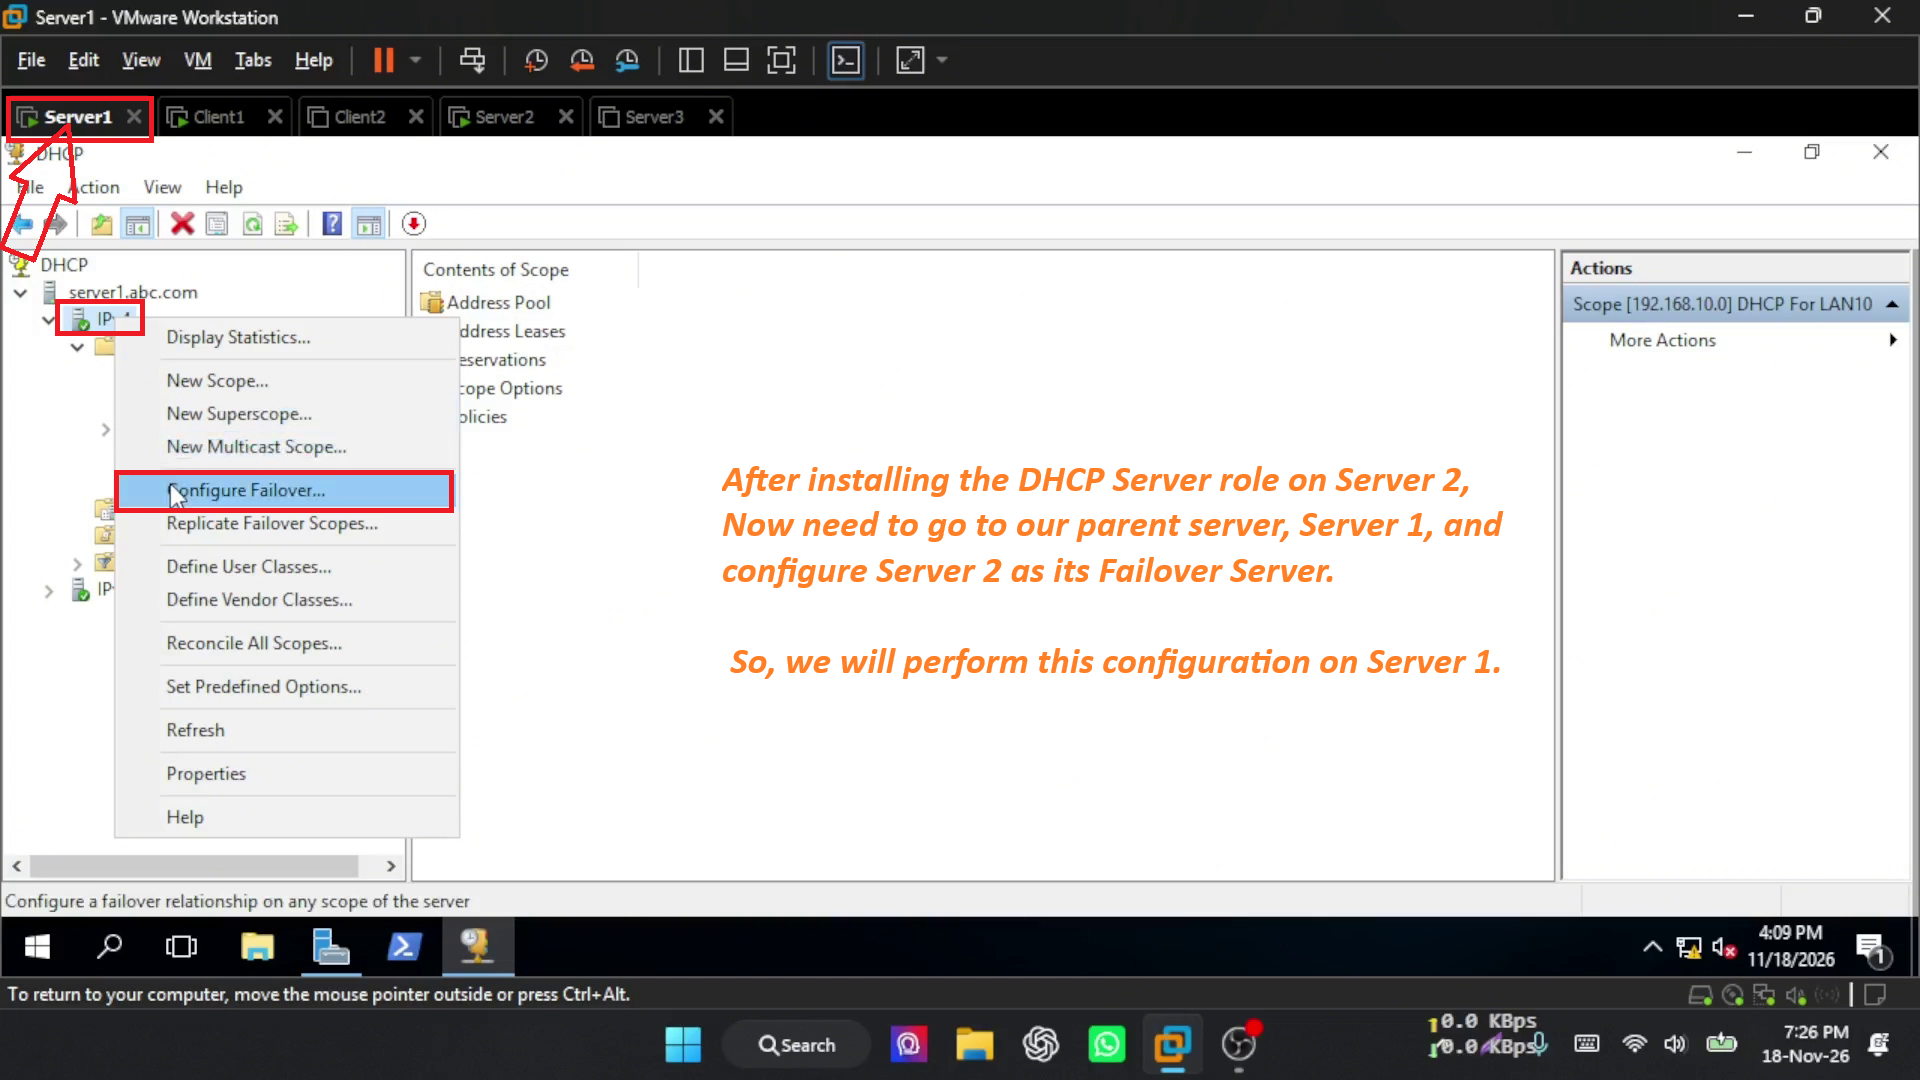 Server1 - VMware Workstation
File Edit View VM Tabs Help
Server1 Client1 Client2 Server2 Server3
DHCP
Action View Help
DHCP
server1.abc.com
Display Statistics...
New Scope...
New Superscope...
New Multicast Scope...
Configure Failover...
Replicate Failover Scopes...
Define User Classes...
Define Vendor Classes...
Reconcile All Scopes...
Set Predefined Options...
Refresh
Properties
Help
Contents of Scope
Address Pool
ddress Leases
eservations
cope Options
olicies
After installing the DHCP Server role on Server 2,
Now need to go to our parent server, Server 1, and
configure Server 2 as its Failover Server.
So, we will perform this configuration on Server 1.
Actions
Scope [192.168.10.0] DHCP For LAN10
More Actions
Configure a failover relationship on any scope of the server
4:09 PM
11/18/2026
1
To return to your computer, move the mouse pointer outside or press Ctrl+Alt.
Search
0.0 KBps
0.0 KBps
7:26 PM
18-Nov-26